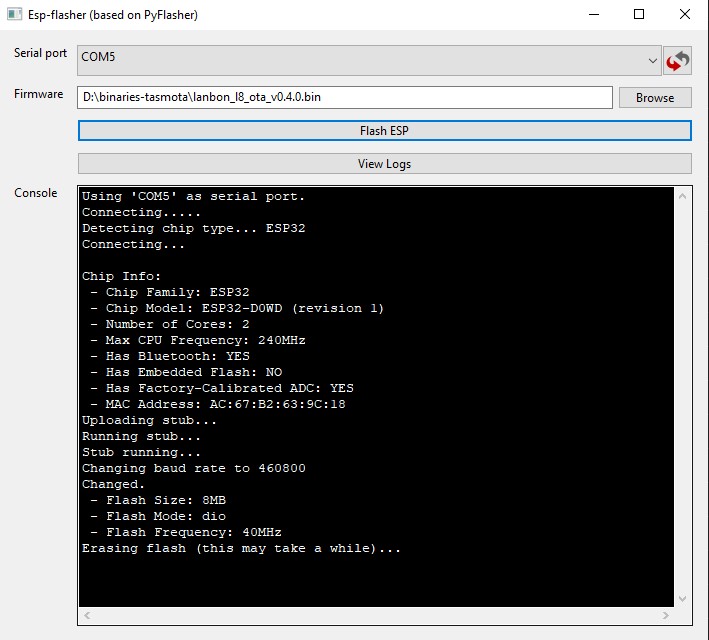 Esp-flasher (based on PyFlasher)
Serial port COM5
Firmware D:\binaries-tasmota\lanbon_l8_ota_v0.4.0.bin Browse
Flash ESP
View Logs
Console
Using 'COM5' as serial port.
Connecting.....
Detecting chip type... ESP32
Connecting...
Chip Info:
- Chip Family: ESP32
- Chip Model: ESP32-D0WD (revision 1)
- Number of Cores: 2
- Max CPU Frequency: 240MHz
- Has Bluetooth: YES
- Has Embedded Flash: NO
- Has Factory-Calibrated ADC: YES
- MAC Address: AC:67:B2:63:9C:18
Uploading stub...
Running stub...
Stub running...
Changing baud rate to 460800
Changed.
- Flash Size: 8MB
- Flash Mode: dio
- Flash Frequency: 40MHz
Erasing flash (this may take a while)...